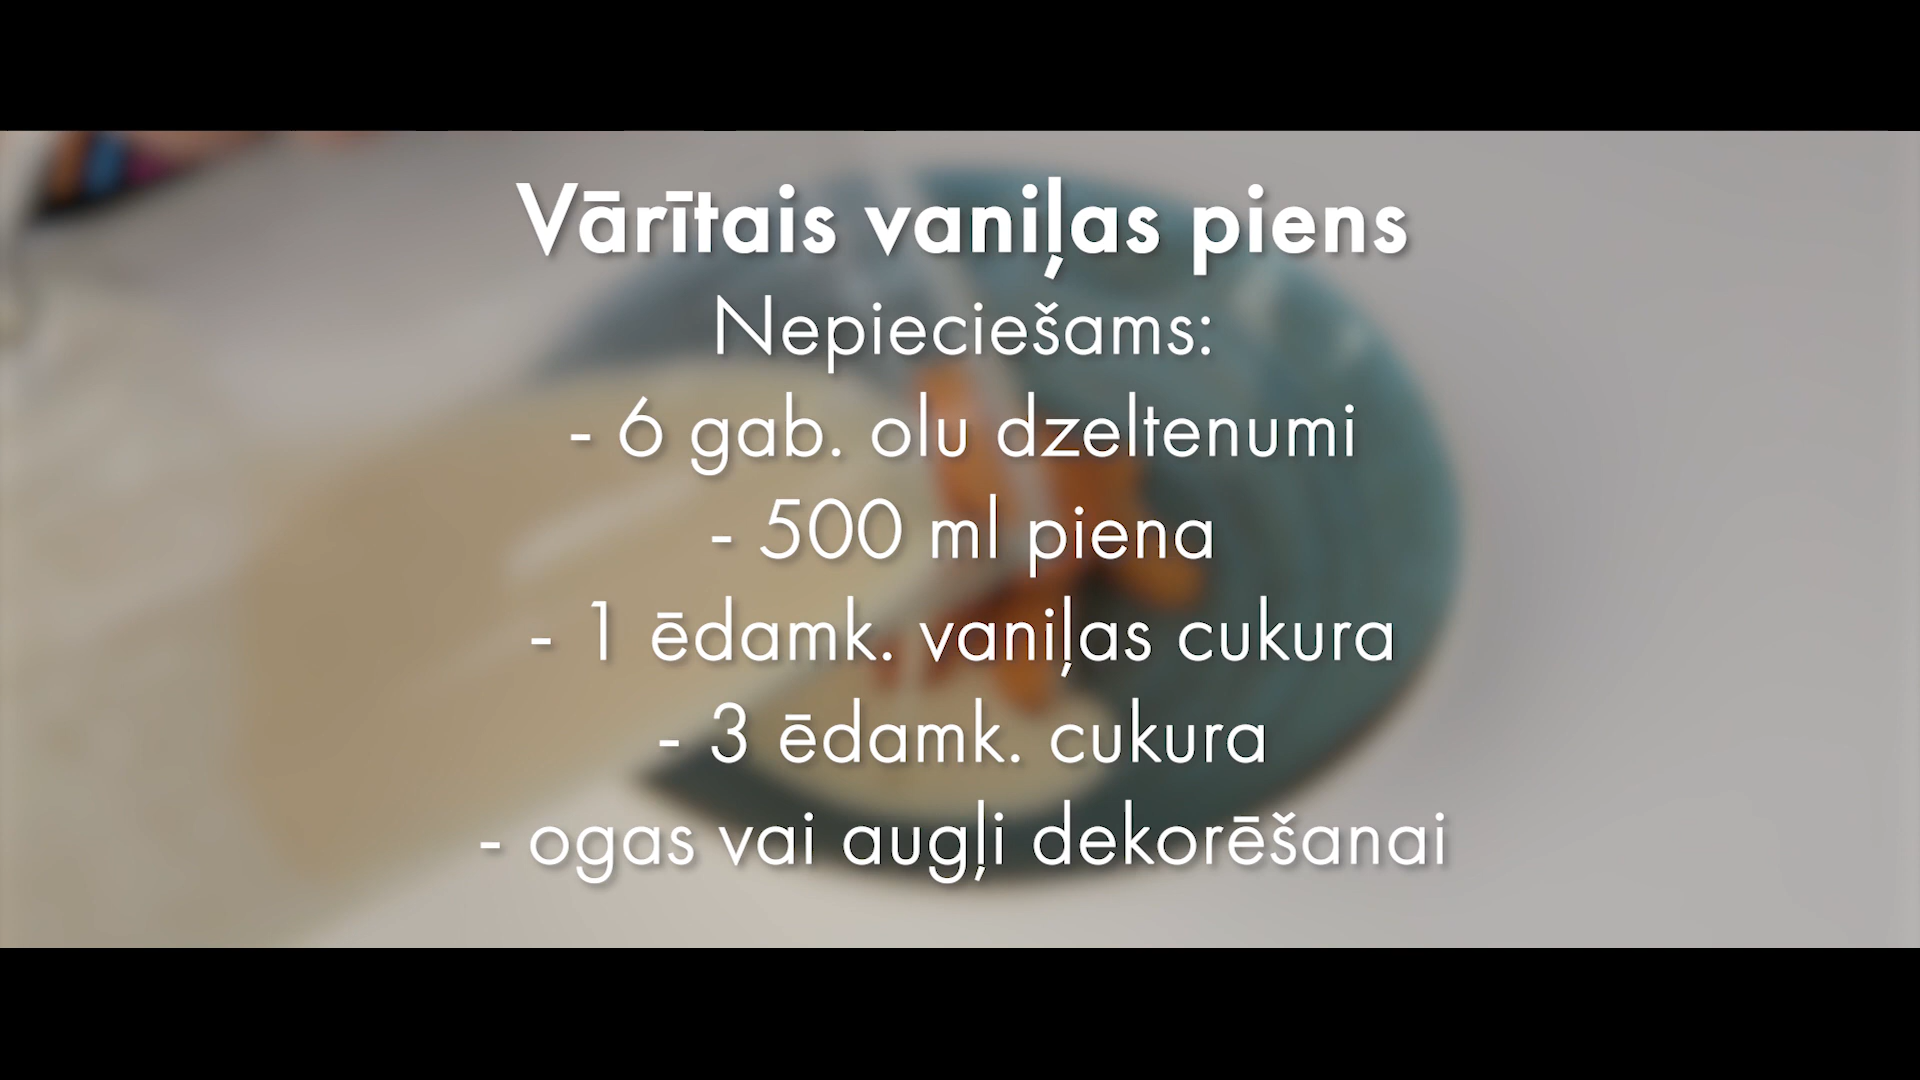 Vārītais vaniļas piens
Nepieciešams:
- 6 gab. olu dzeltenumi
- 500 ml piena
- 1 ēdamk. vaniļas cukura
- 3 ēdamk. cukura
- ogas vai augļi dekorēšanai